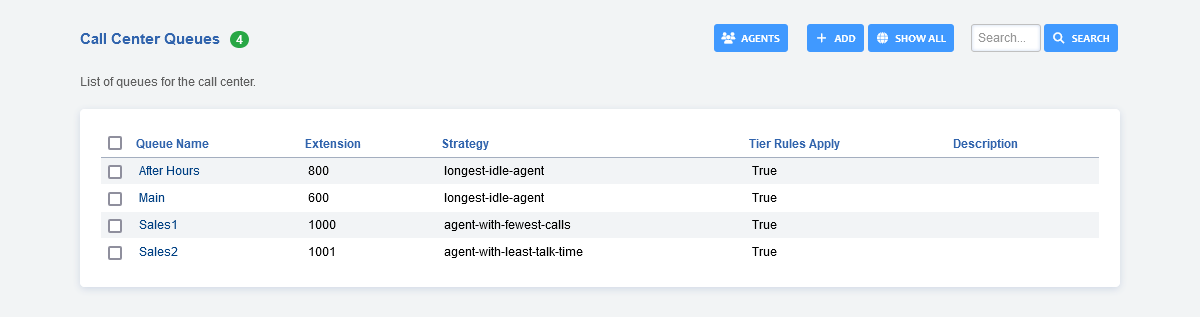 Call Center Queues 4 AGENTS ADD SHOW ALL Search... SEARCH
List of queues for the call center.
Queue Name Extension Strategy Tier Rules Apply Description
After Hours 800 longest-idle-agent True
Main 600 longest-idle-agent True
Sales1 1000 agent-with-fewest-calls True
Sales2 1001 agent-with-least-talk-time True